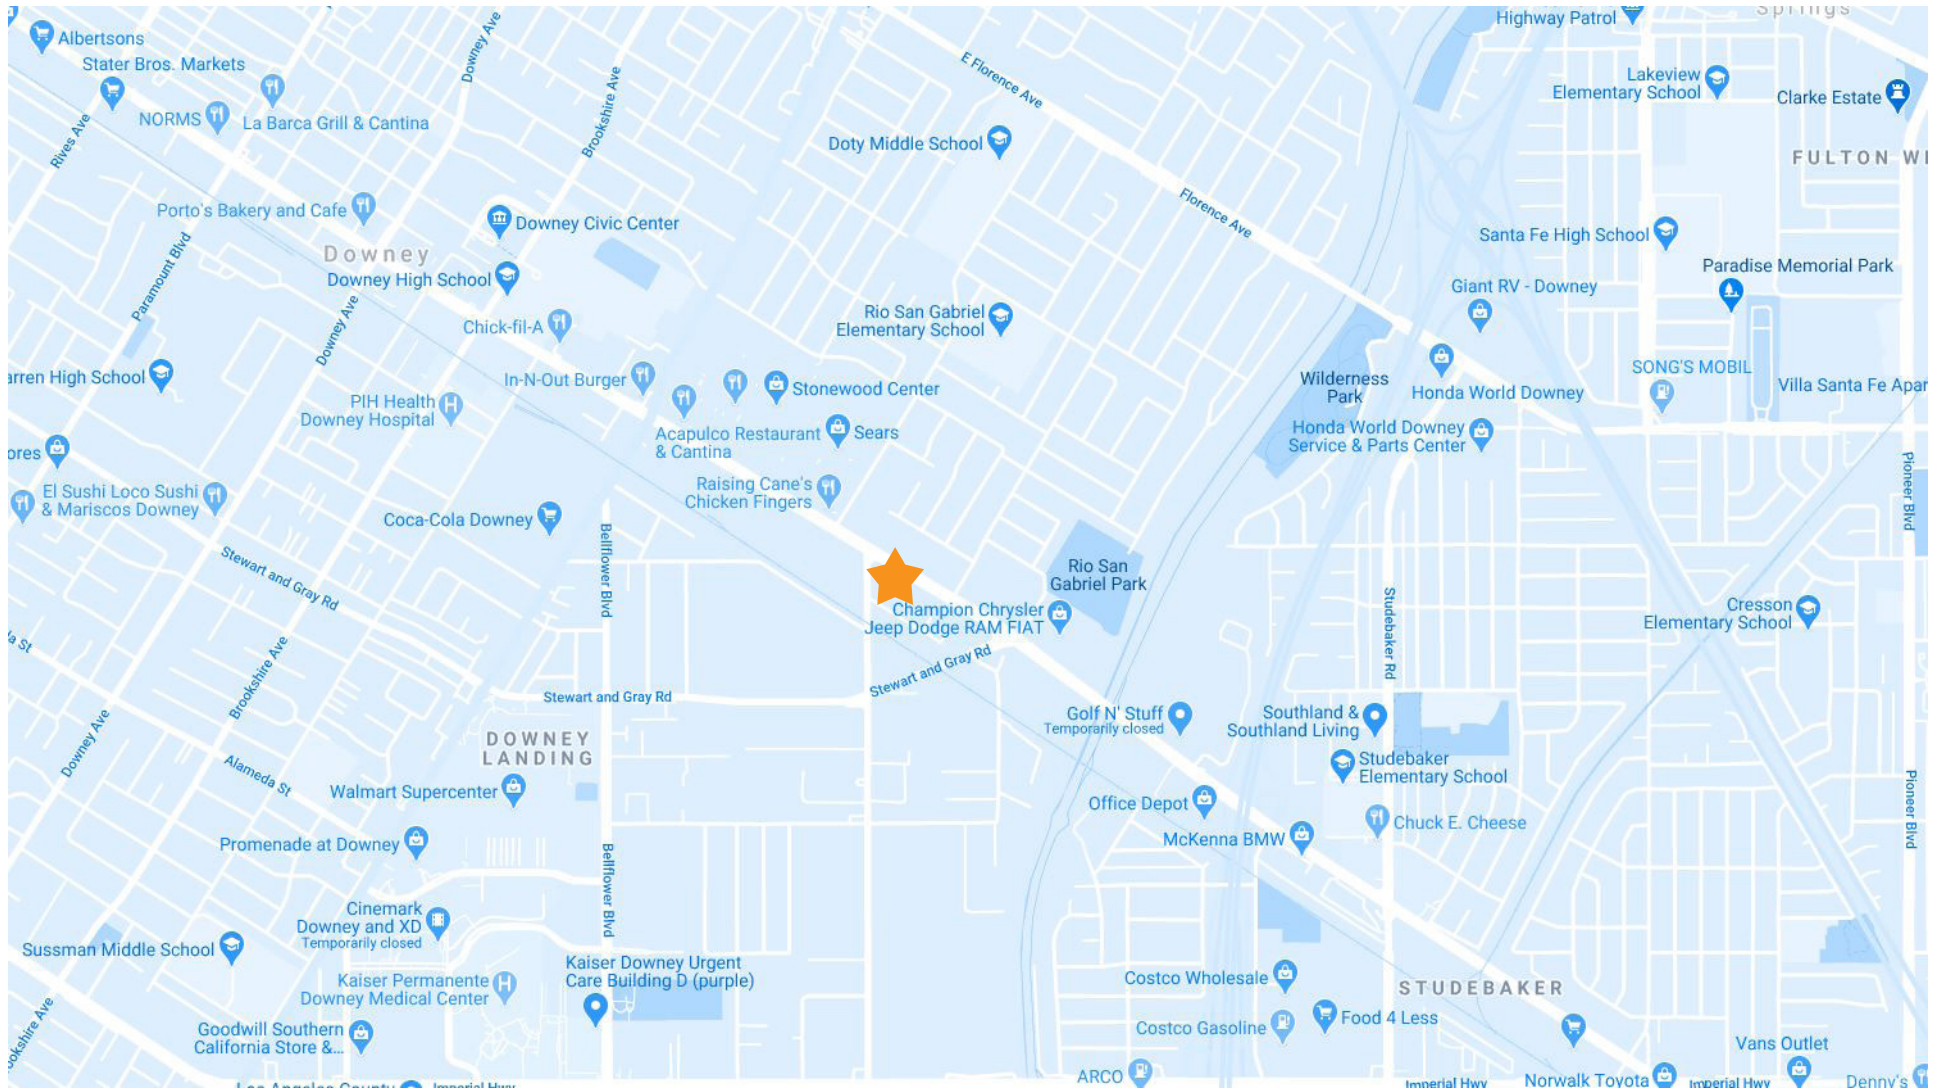 Springs
Highway Patrol
Albertsons
Downey Ave
E Florence Ave
Stater Bros. Markets
Lakeview
Elementary School
Clarke Estate
Brookshire Ave
NORMS
La Barca Grill & Cantina
Rives Ave
Doty Middle School
FULTON W
Florence Ave
Porto's Bakery and Cafe
Downey Civic Center
Santa Fe High School
Downey
Downey High School
Paradise Memorial Park
Paramount Blvd
Giant RV - Downey
Chick-fil-A
Rio San Gabriel
Elementary School
Downey Ave
arren High School
In-N-Out Burger
Stonewood Center
Wilderness
Park
Honda World Downey
SONG'S MOBIL
Villa Santa Fe Apar
PIH Health
Downey Hospital
Acapulco Restaurant
& Cantina
Sears
Honda World Downey
Service & Parts Center
ores
Raising Cane's
Chicken Fingers
El Sushi Loco Sushi
& Mariscos Downey
Pioneer Blvd
Coca-Cola Downey
Bellflower Blvd
Stewart and Gray Rd
Rio San
Gabriel Park
Champion Chrysler
Jeep Dodge RAM FIAT
Studebaker Rd
Cresson
Elementary School
la St
Brookshire Ave
Stewart and Gray Rd
Stewart and Gray Rd
Golf N' Stuff
Temporarily closed
Southland &
Southland Living
DOWNEY
LANDING
Downey Ave
Alameda St
Studebaker
Elementary School
Walmart Supercenter
Office Depot
Pioneer Blvd
Chuck E. Cheese
McKenna BMW
Promenade at Downey
Bellflower Blvd
Cinemark
Downey and XD
Temporarily closed
Sussman Middle School
Kaiser Downey Urgent
Care Building D (purple)
Kaiser Permanente
Downey Medical Center
Costco Wholesale
STUDEBAKER
Costco Gasoline
Food 4 Less
ookshire Ave
Goodwill Southern
California Store &...
Vans Outlet
ARCO
Los Angeles County
Imperial Hwy
Imperial Hwy
Norwalk Toyota
Imperial Hwy
Denny's